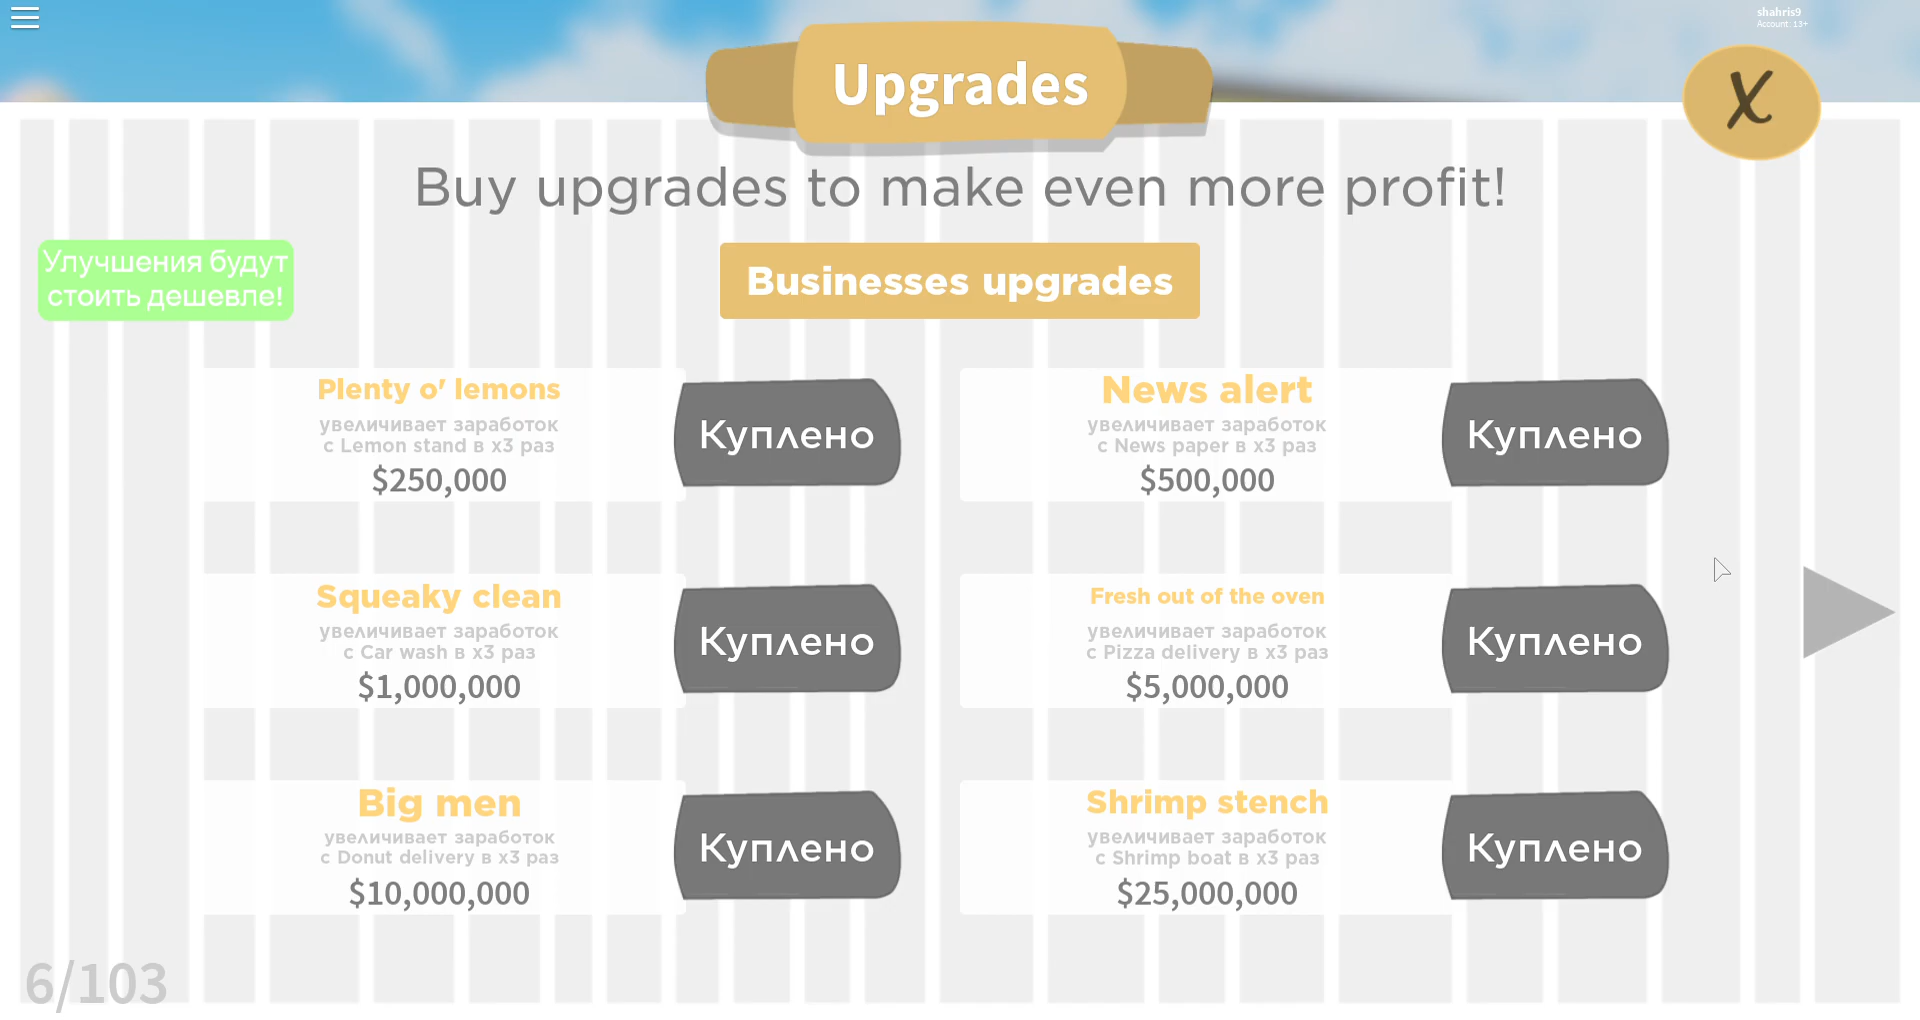 shahris9
Account: 13+
Upgrades
X
Buy upgrades to make even more profit!
Улучшения будут
стоить дешевле!
Businesses upgrades
Plenty o' lemons
увеличивает заработок
с Lemon stand в x3 раз
$250,000
Куплено
News alert
увеличивает заработок
с News paper в x3 раз
$500,000
Куплено
Squeaky clean
увеличивает заработок
с Car wash в x3 раз
$1,000,000
Куплено
Fresh out of the oven
увеличивает заработок
с Pizza delivery в x3 раз
$5,000,000
Куплено
Big men
увеличивает заработок
с Donut delivery в x3 раз
$10,000,000
Куплено
Shrimp stench
увеличивает заработок
с Shrimp boat в x3 раз
$25,000,000
Куплено
6/103